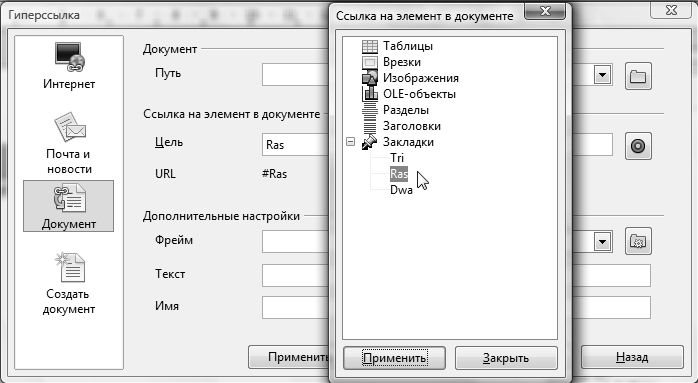 Гиперссылка
Интернет
Почта и
новости
Документ
Создать
документ
Документ
Путь
Ссылка на элемент в документе
Цель
Ras
URL
#Ras
Дополнительные настройки
Фрейм
Текст
Имя
Применить
Назад
Ссылка на элемент в документе
Таблицы
Врезки
Изображения
OLE-объекты
Разделы
Заголовки
Закладки
Tri
Ras
Dwa
Применить
Закрыть